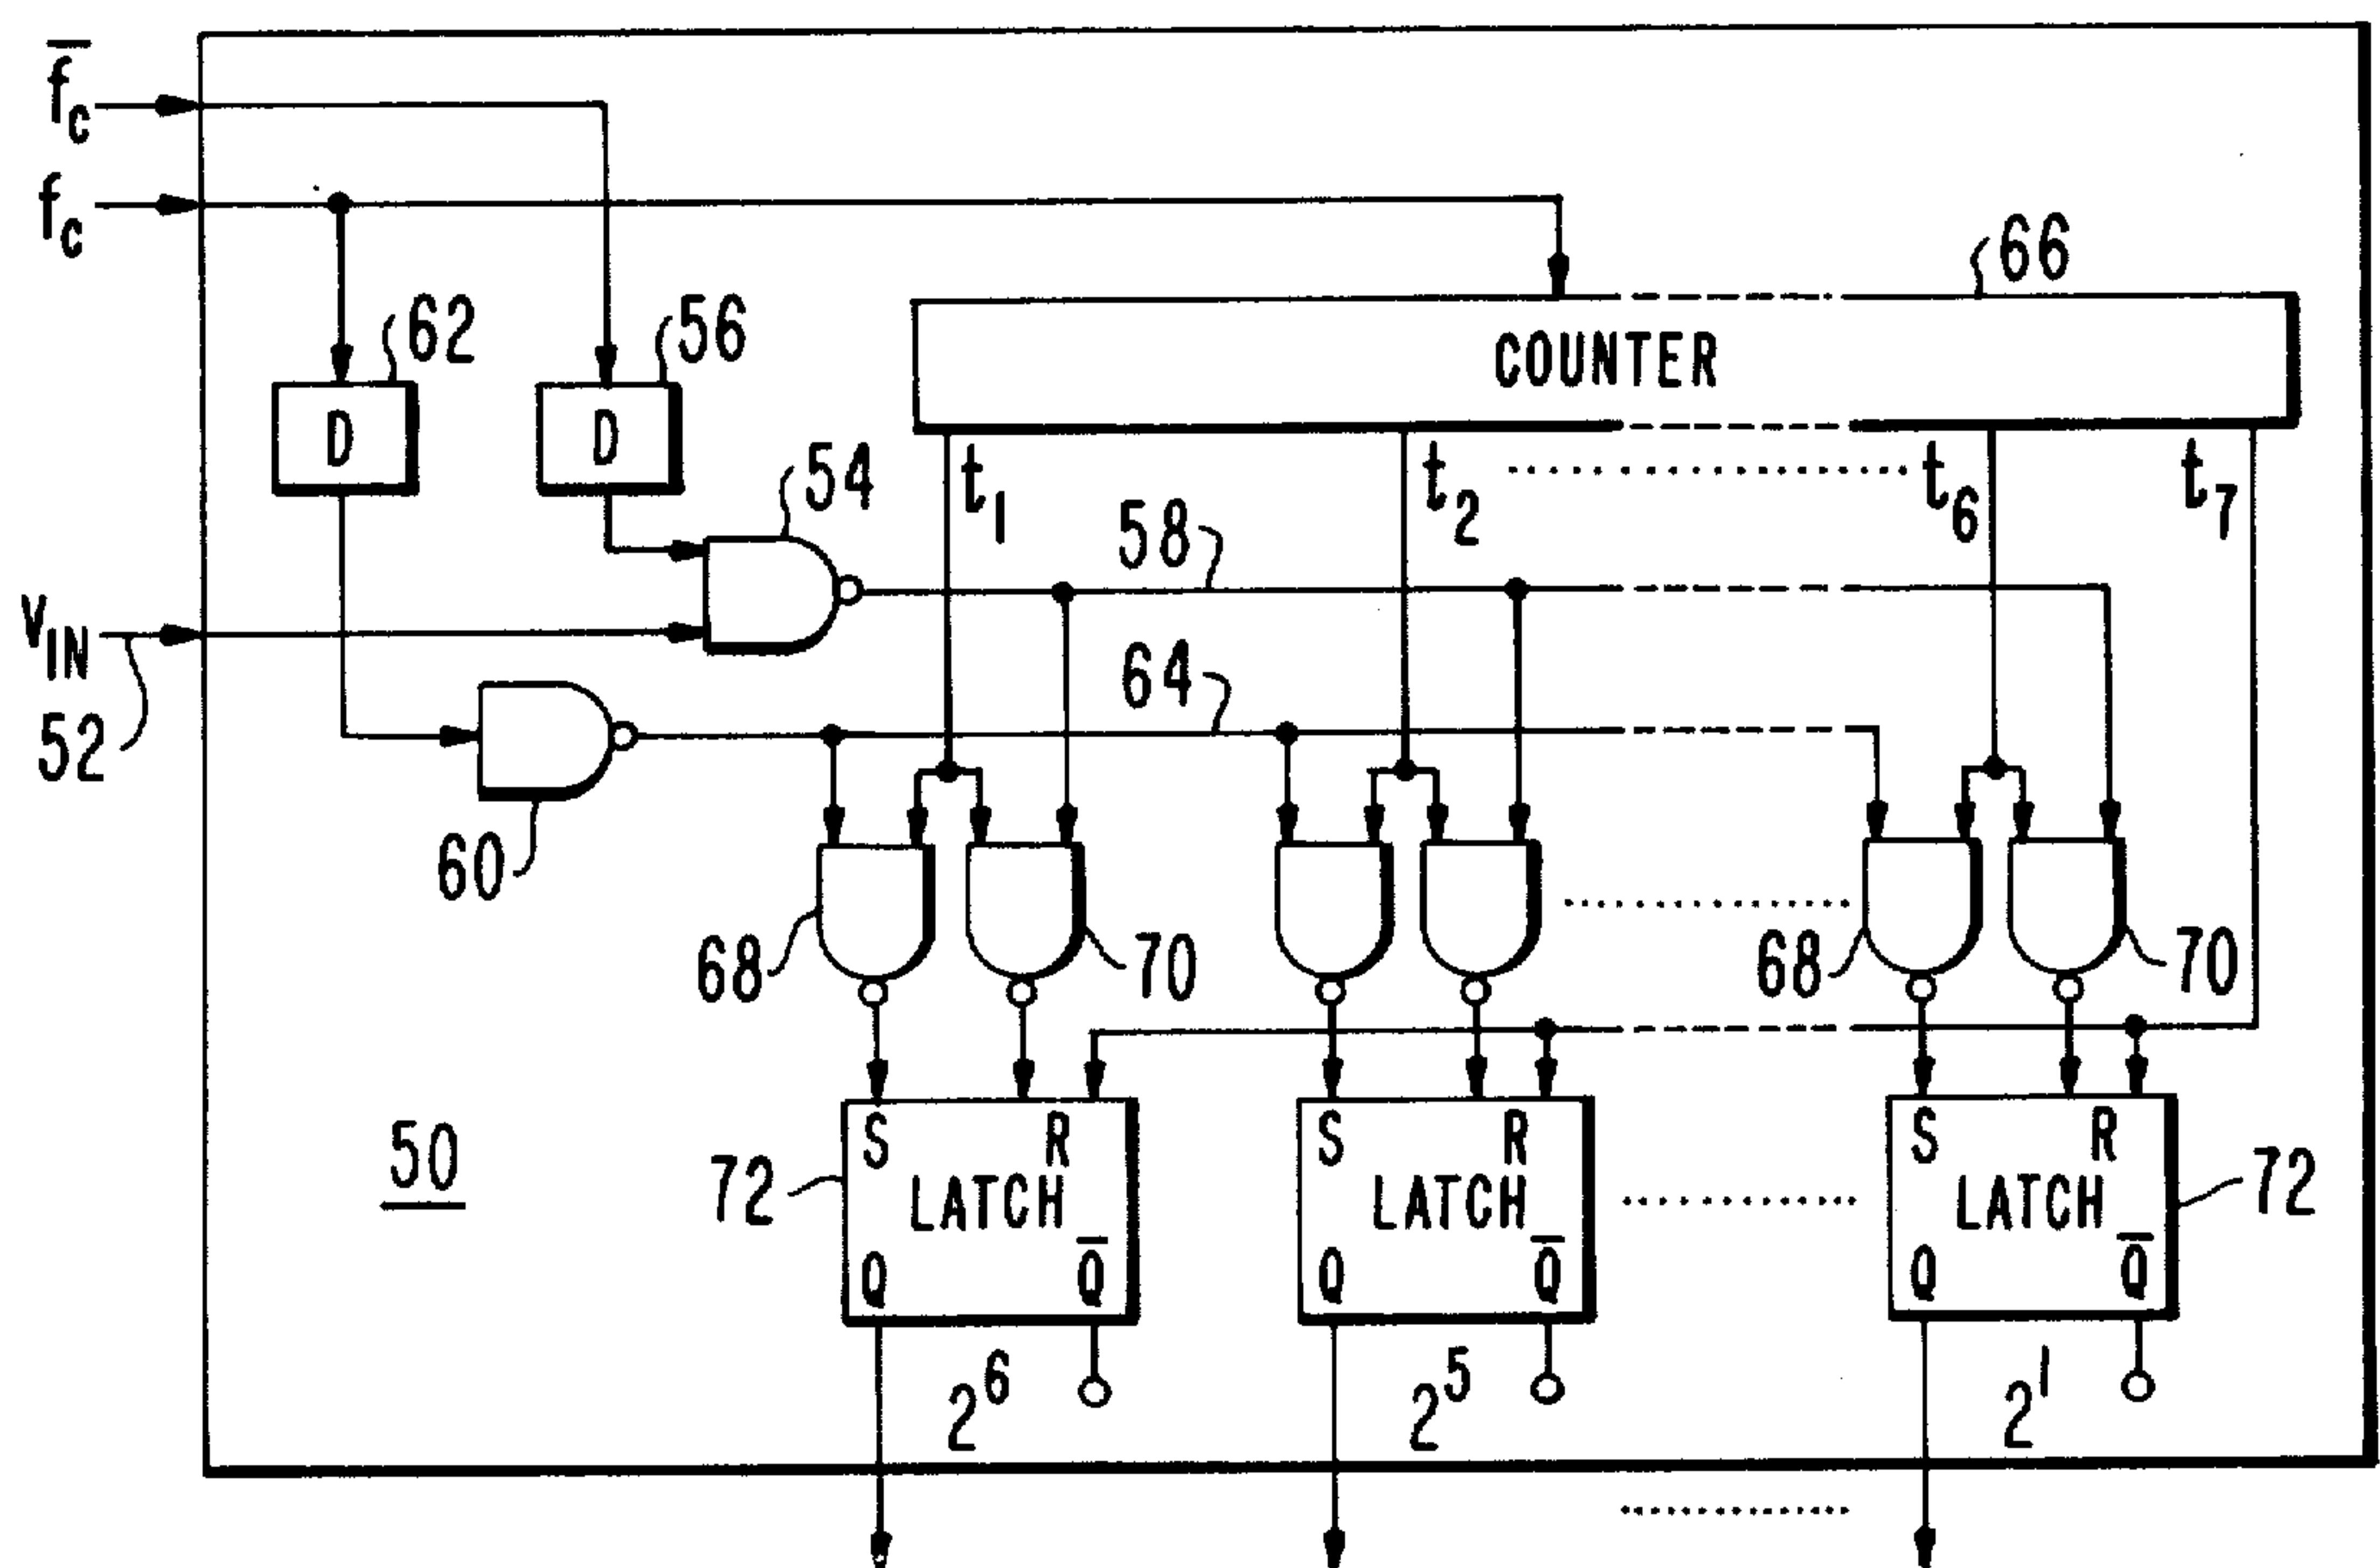 f̅c
fc
66
62
56
COUNTER
D
D
54
t1
t2
t6
t7
58
VIN
52
64
60
68
70
68
70
50
72
S R
LATCH
Q Q̅
S R
LATCH
Q Q̅
S R
LATCH
Q Q̅
72
2^6
2^5
2^1